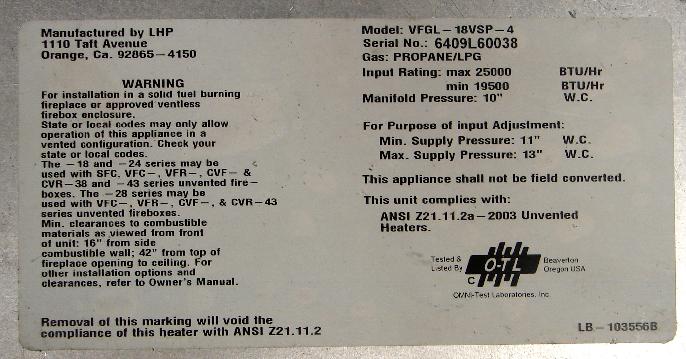 Manufactured by LHP
1110 Taft Avenue
Orange, Ca. 92865-4150
WARNING
For installation in a solid fuel burning
fireplace or approved ventless
firebox enclosure.
State or local codes may only allow
operation of this appliance in a
vented configuration. Check your
state or local codes.
The -18 and -24 series may be
used with SFC, VFC-, VFR-, CVF- &
CVR-38 and -43 series unvented fire-
boxes. The -28 series may be
used with VFC-, VFR-, CVF-, & CVR-43
series unvented fireboxes.
Min. clearances to combustible
materials as viewed from front
of unit: 16" from side
combustible wall; 42" from top of
fireplace opening to ceiling. For
other installation options and
clearances, refer to Owner's Manual.
Removal of this marking will void the
compliance of this heater with ANSI Z21.11.2
Model: VFGL-18VSP-4
Serial No.: 6409L60038
Gas: PROPANE/LPG
Input Rating: max 25000 BTU/Hr
min 19500 BTU/Hr
Manifold Pressure: 10" W.C.
For Purpose of input Adjustment:
Min. Supply Pressure: 11" W.C.
Max. Supply Pressure: 13" W.C.
This appliance shall not be field converted.
This unit complies with:
ANSI Z21.11.2a-2003 Unvented
Heaters.
Tested & Listed By
O-TL
C
Beaverton
Oregon USA
OMNI-Test Laboratories, Inc.
LB-103556B